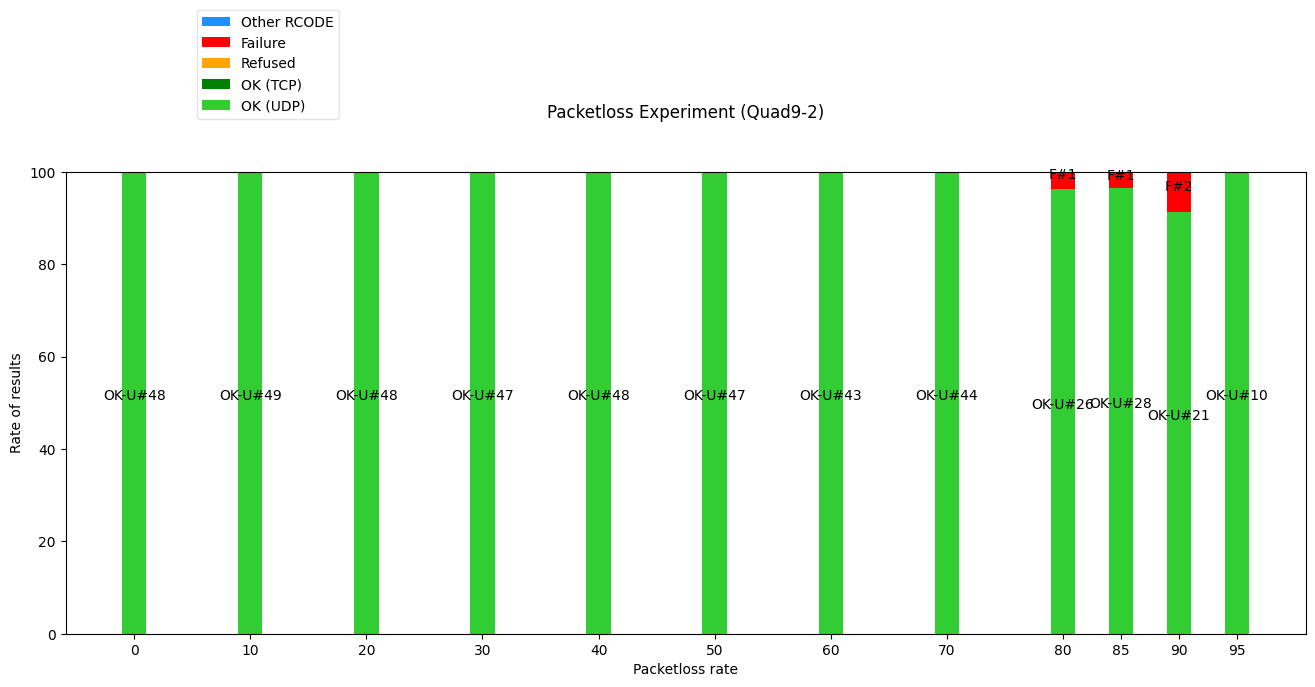 Other RCODE
Failure
Refused
OK (TCP)
OK (UDP)
Packetloss Experiment (Quad9-2)
Rate of results
100
80
60
40
20
0
F#1
F#1
F#2
OK-U#48
OK-U#49
OK-U#48
OK-U#47
OK-U#48
OK-U#47
OK-U#43
OK-U#44
OK-U#26
OK-U#28
OK-U#21
OK-U#10
0 10 20 30 40 50 60 70 80 85 90 95
Packetloss rate